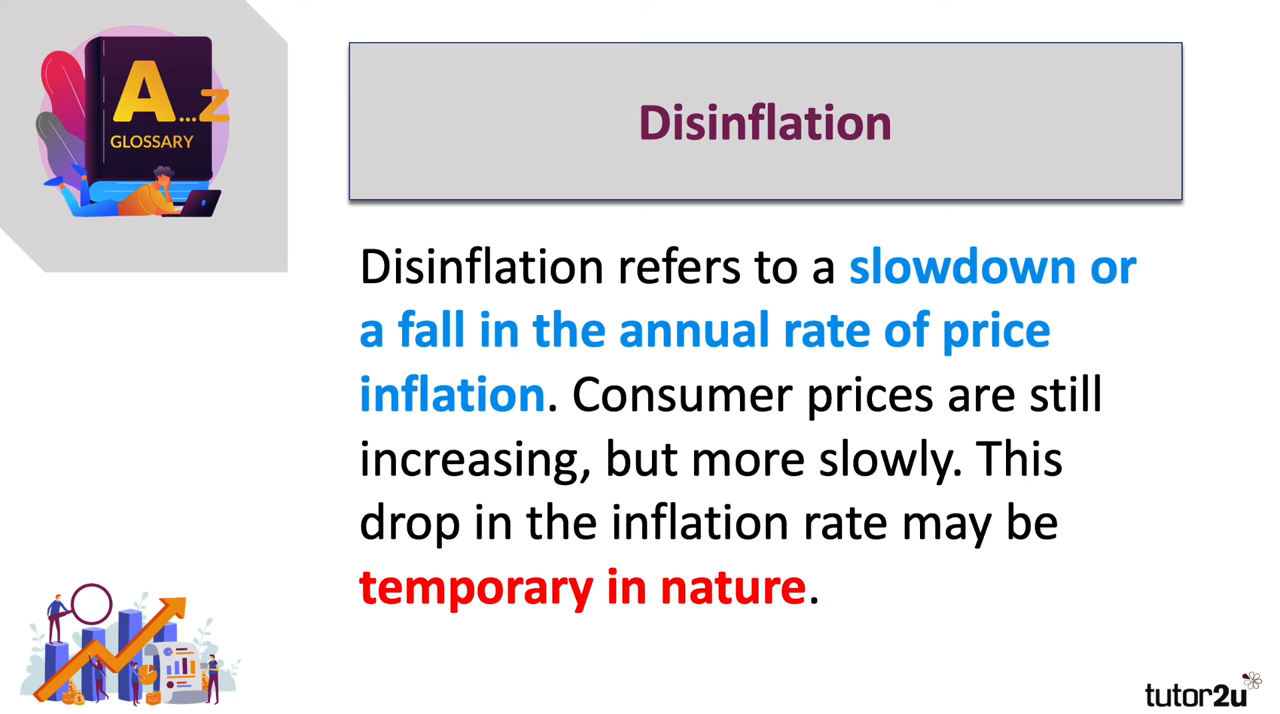 A...Z
GLOSSARY
Disinflation
Disinflation refers to a slowdown or
a fall in the annual rate of price
inflation. Consumer prices are still
increasing, but more slowly. This
drop in the inflation rate may be
temporary in nature.
tutor2u